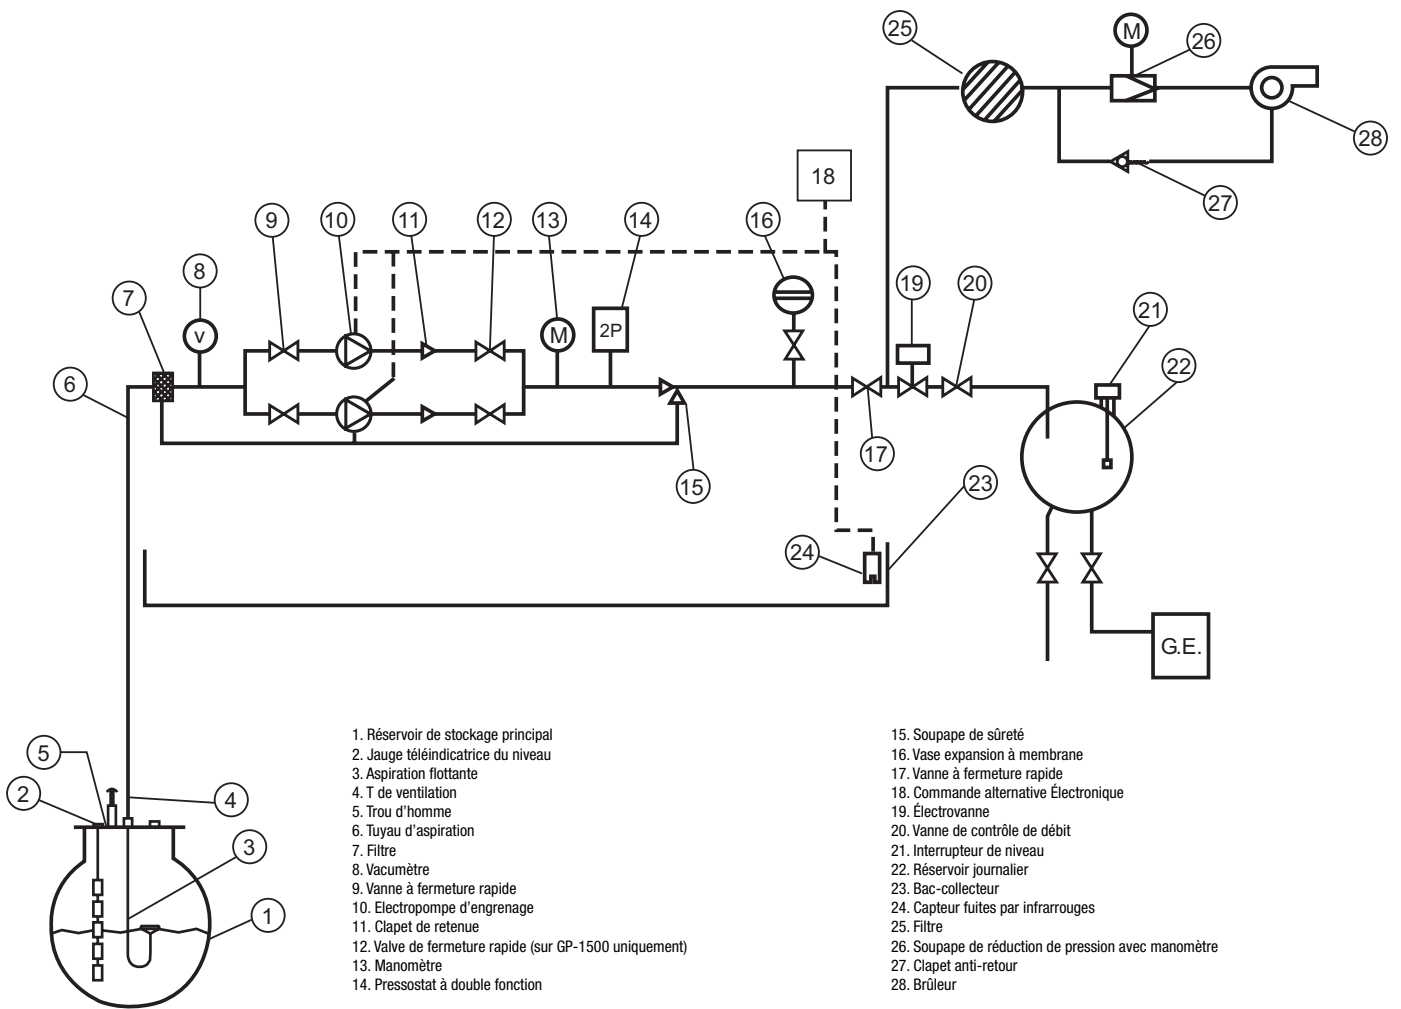 25
M
26
28
27
18
9
10
11
12
13
14
16
8
7
v
M
2P
19
20
21
22
6
17
15
23
24
G.E.
5
2
4
3
1
1. Réservoir de stockage principal
2. Jauge téléindicatrice du niveau
3. Aspiration flottante
4. T de ventilation
5. Trou d’homme
6. Tuyau d’aspiration
7. Filtre
8. Vacumètre
9. Vanne à fermeture rapide
10. Electropompe d’engrenage
11. Clapet de retenue
12. Valve de fermeture rapide (sur GP-1500 uniquement)
13. Manomètre
14. Pressostat à double fonction
15. Soupape de sûreté
16. Vase expansion à membrane
17. Vanne à fermeture rapide
18. Commande alternative Électronique
19. Électrovanne
20. Vanne de contrôle de débit
21. Interrupteur de niveau
22. Réservoir journalier
23. Bac-collecteur
24. Capteur fuites par infrarrouges
25. Filtre
26. Soupape de réduction de pression avec manomètre
27. Clapet anti-retour
28. Brûleur